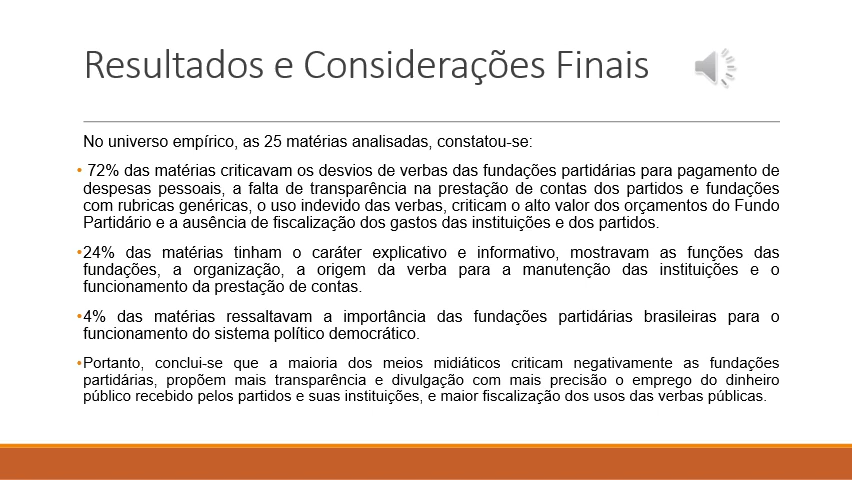 Resultados e Considerações Finais
No universo empírico, as 25 matérias analisadas, constatou-se:
• 72% das matérias criticavam os desvios de verbas das fundações partidárias para pagamento de
despesas pessoais, a falta de transparência na prestação de contas dos partidos e fundações
com rubricas genéricas, o uso indevido das verbas, criticam o alto valor dos orçamentos do Fundo
Partidário e a ausência de fiscalização dos gastos das instituições e dos partidos.
•24% das matérias tinham o caráter explicativo e informativo, mostravam as funções das
fundações, a organização, a origem da verba para a manutenção das instituições e o
funcionamento da prestação de contas.
•4% das matérias ressaltavam a importância das fundações partidárias brasileiras para o
funcionamento do sistema político democrático.
•Portanto, conclui-se que a maioria dos meios midiáticos criticam negativamente as fundações
partidárias, propõem mais transparência e divulgação com mais precisão o emprego do dinheiro
público recebido pelos partidos e suas instituições, e maior fiscalização dos usos das verbas públicas.